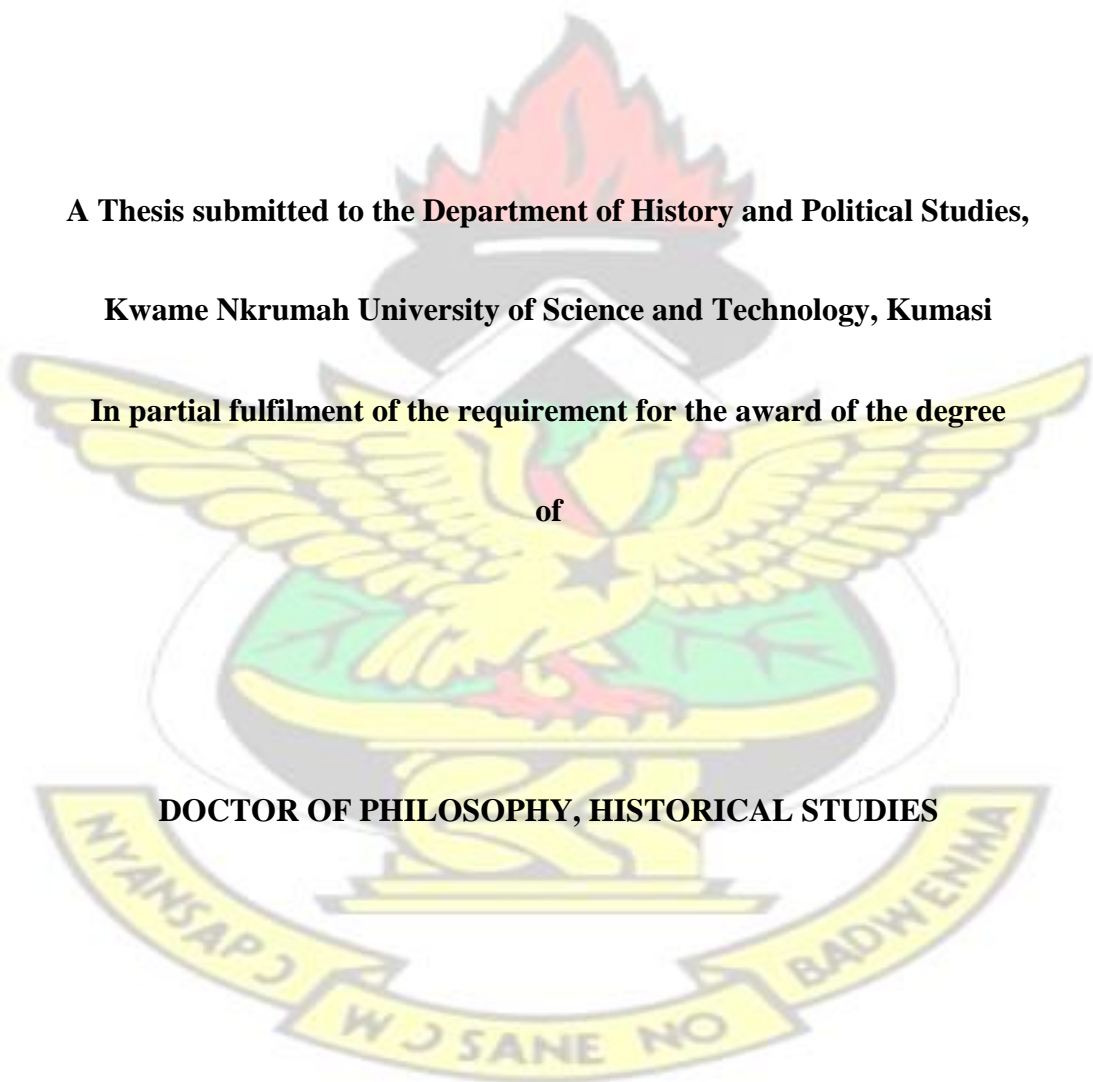 A Thesis submitted to the Department of History and Political Studies,
Kwame Nkrumah University of Science and Technology, Kumasi
In partial fulfilment of the requirement for the award of the degree
of
DOCTOR OF PHILOSOPHY, HISTORICAL STUDIES
NYANSAPƆ WƆSANE NO BADWENMA